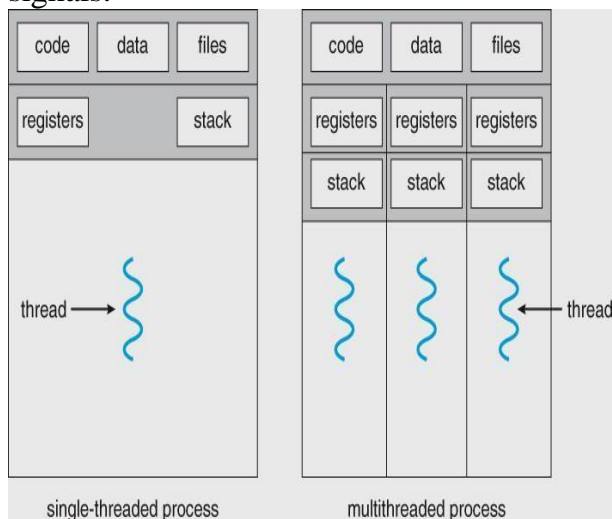 signals.
code data files code data files
registers stack registers registers registers
stack stack stack
thread thread
single-threaded process multithreaded process